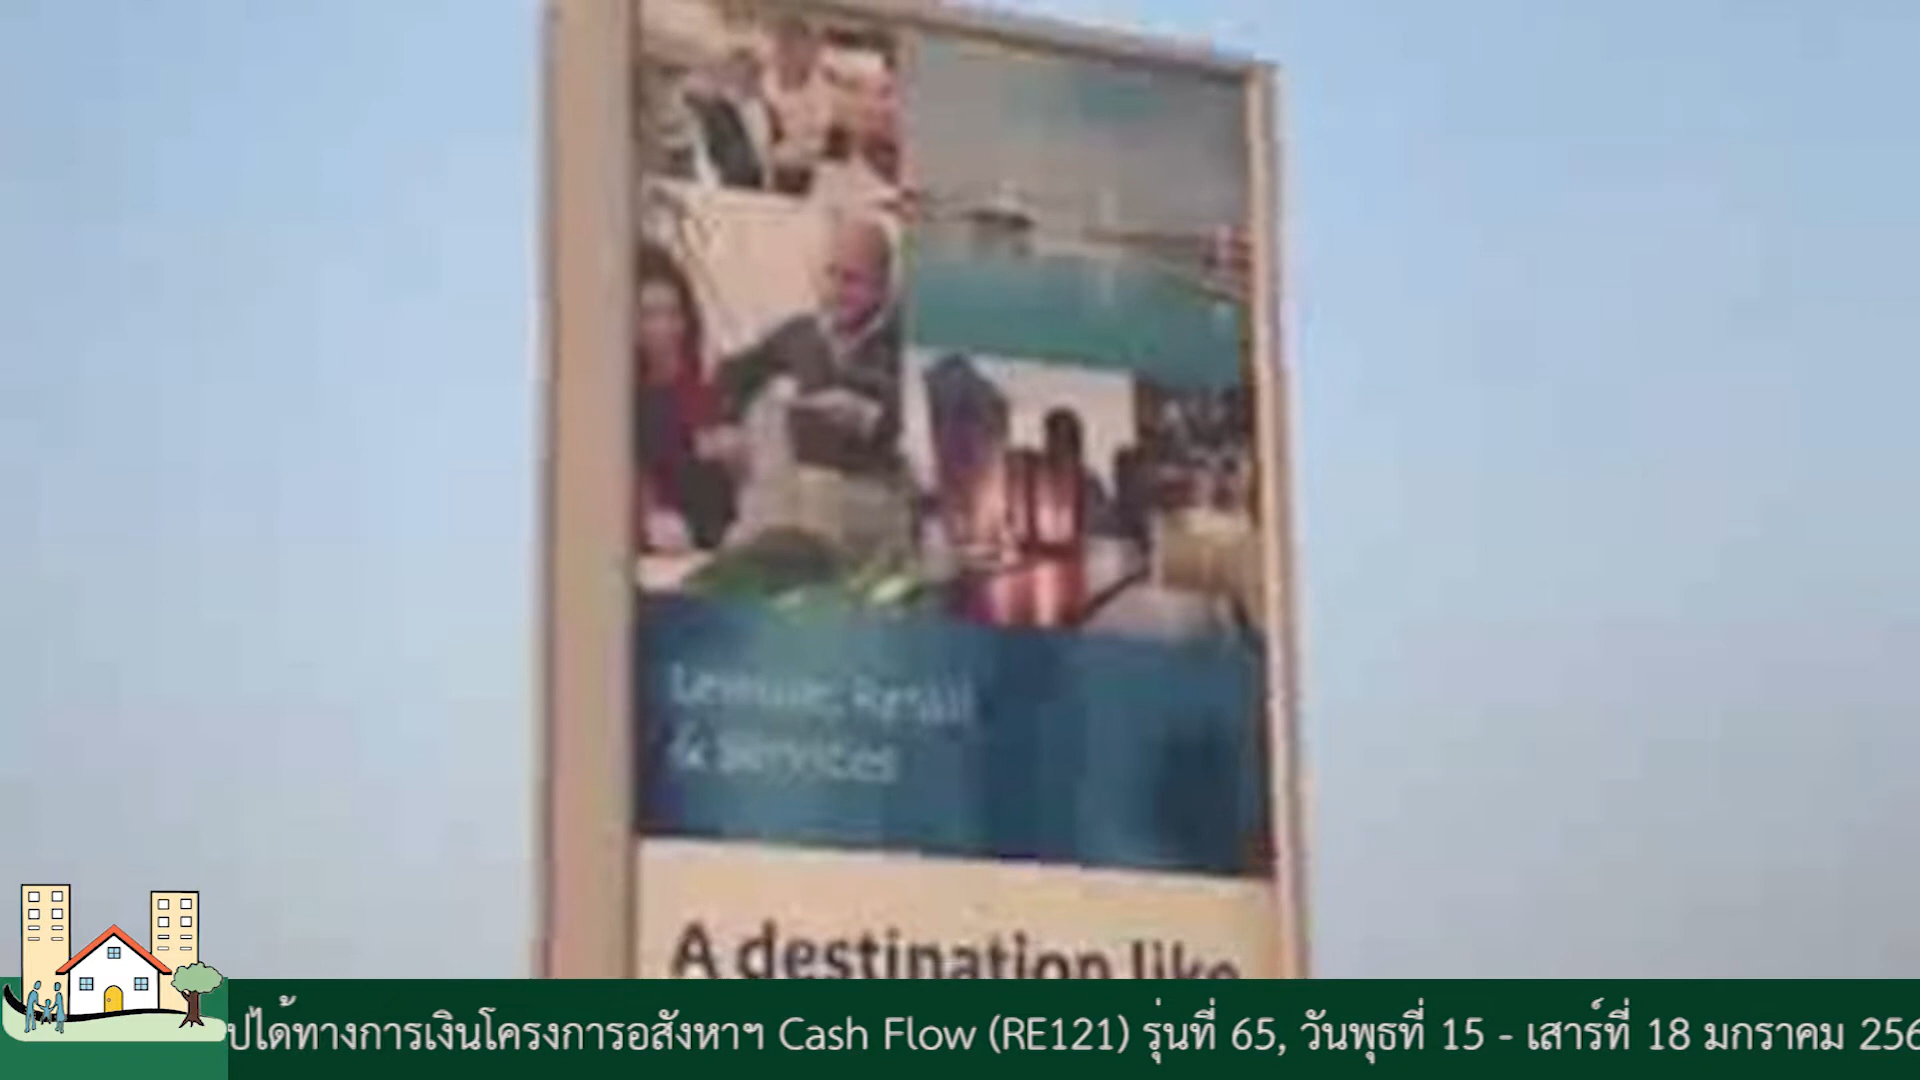 Leisure, Retail
& services
A destination like
ปได้ทางการเงินโครงการอสังหาฯ Cash Flow (RE121) รุ่นที่ 65, วันพุธที่ 15 - เสาร์ที่ 18 มกราคม 256